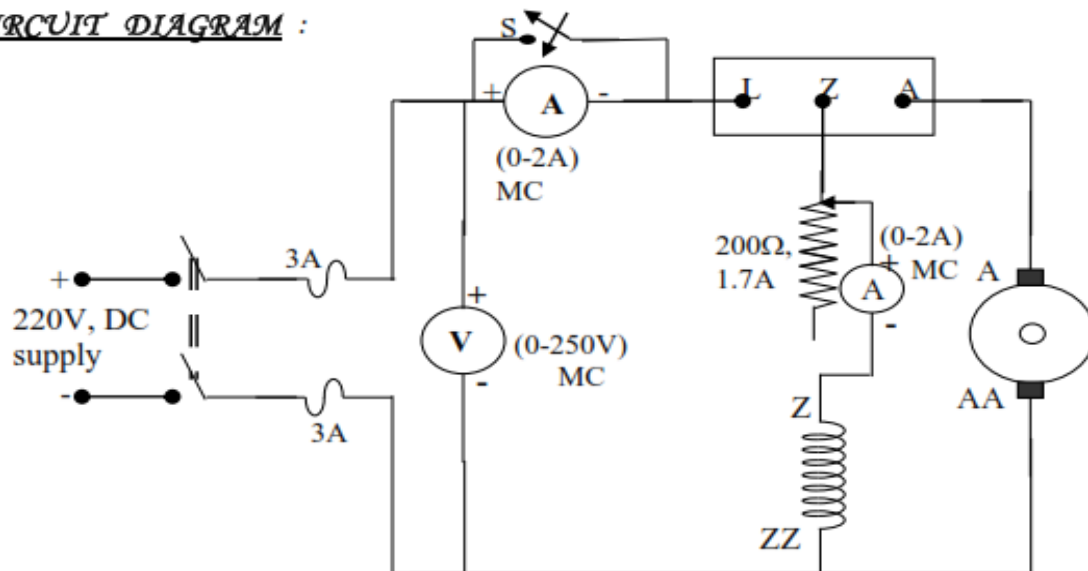 IRCUIT DIAGRAM :
S
+ A -
(0-2A)
MC
L Z A
200Ω,
1.7A
(0-2A)
MC
+
A
-
A
AA
3A
+
220V, DC
supply
-
3A
+
V
-
(0-250V)
MC
Z
ZZ